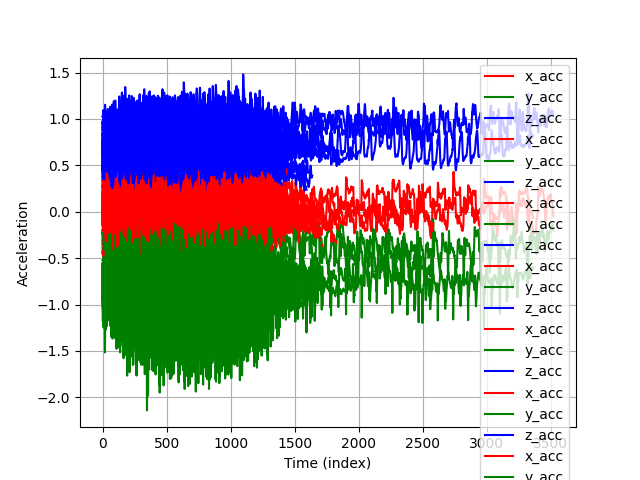 1.5
1.0
0.5
0.0
−0.5
−1.0
−1.5
−2.0
Acceleration
0
500
1000
1500
2000
2500
3000
3500
Time (index)
x_acc
y_acc
z_acc
x_acc
y_acc
z_acc
x_acc
y_acc
z_acc
x_acc
y_acc
z_acc
x_acc
y_acc
z_acc
x_acc
y_acc
z_acc
x_acc
y_acc